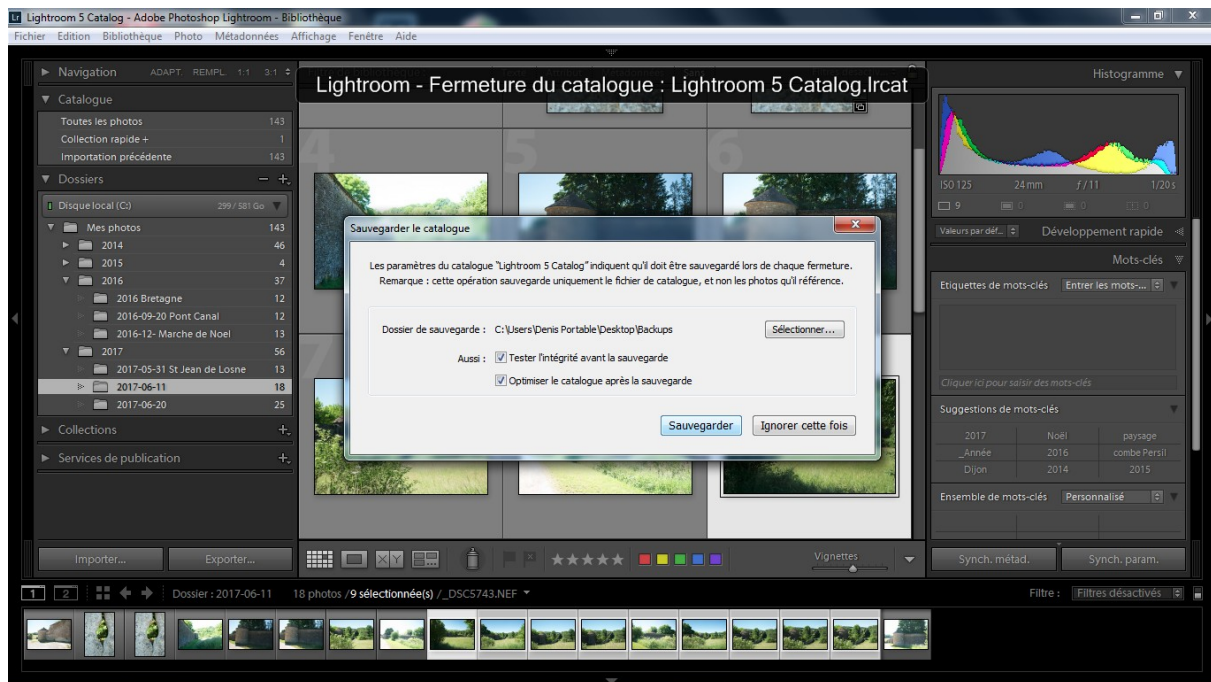 Lightroom 5 Catalog - Adobe Photoshop Lightroom - Bibliothèque
Fichier Edition Bibliothèque Photo Métadonnées Affichage Fenêtre Aide
Navigation ADAPT. REMPL. 1:1 3:1
Lightroom - Fermeture du catalogue : Lightroom 5 Catalog.lrcat
Catalogue
Toutes les photos 143
Collection rapide + 1
Importation précédente 143
Dossiers
Disque local (C:) 299 / 581 Go
Mes photos 143
2014 46
2015 4
2016 37
2016 Bretagne 12
2016-09-20 Pont Canal 12
2016-12- Marche de Noel 13
2017 56
2017-05-31 St Jean de Losne 13
2017-06-11 18
2017-06-20 25
Collections
Services de publication
Importer... Exporter...
4 5 6
7
Sauvegarder le catalogue
Les paramètres du catalogue "Lightroom 5 Catalog" indiquent qu'il doit être sauvegardé lors de chaque fermeture.
Remarque : cette opération sauvegarde uniquement le fichier de catalogue, et non les photos qu'il référence.
Dossier de sauvegarde : C:\Users\Denis Portable\Desktop\Backups Sélectionner...
Aussi : Tester l'intégrité avant la sauvegarde
Optimiser le catalogue après la sauvegarde
Sauvegarder Ignorer cette fois
XY
Vignettes
Histogramme
ISO 125 24 mm ƒ / 11 1/20 s
9 0 0 0
Valeurs par déf... Développement rapide
Mots-clés
Etiquettes de mots-clés Entrer les mots-...
Cliquer ici pour saisir des mots-clés
Suggestions de mots-clés
2017 Noël paysage
_Année 2016 combe Persil
Dijon 2014 2015
Ensemble de mots-clés Personnalisé
Synch. métad. Synch. param.
1 2 Dossier : 2017-06-11 18 photos /9 sélectionnée(s) /_DSC5743.NEF Filtre : Filtres désactivés